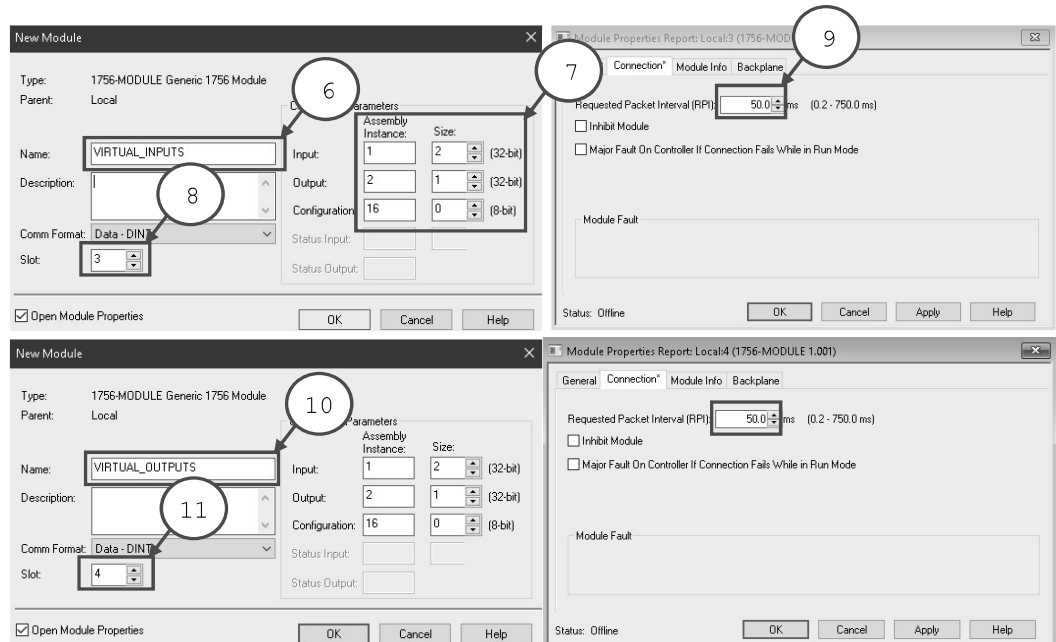 New Module
Type: 1756-MODULE Generic 1756 Module
Parent: Local
6
Parameters
Assembly Instance: Size:
Name: VIRTUAL_INPUTS
Input: 1 2 (32-bit)
Description:
Output: 2 1 (32-bit)
8
Configuration 16 0 (8-bit)
Comm Format: Data - DINT
Status Input:
Slot: 3
Status Output:
Open Module Properties
OK Cancel Help
7
9
Module Properties Report: Local:3 (1756-MOD
Connection* Module Info Backplane
Requested Packet Interval (RPI): 50.0 ms (0.2 - 750.0 ms)
Inhibit Module
Major Fault On Controller If Connection Fails While in Run Mode
Module Fault
Status: Offline
OK Cancel Apply Help
New Module
Type: 1756-MODULE Generic 1756 Module
Parent: Local
10
Parameters
Assembly Instance: Size:
Name: VIRTUAL_OUTPUTS
Input: 1 2 (32-bit)
Description:
Output: 2 1 (32-bit)
11
Configuration: 16 0 (8-bit)
Comm Format: Data - DINT
Status Input:
Slot: 4
Status Output:
Open Module Properties
OK Cancel Help
Module Properties Report: Local:4 (1756-MODULE 1.001)
General Connection* Module Info Backplane
Requested Packet Interval (RPI): 50.0 ms (0.2 - 750.0 ms)
Inhibit Module
Major Fault On Controller If Connection Fails While in Run Mode
Module Fault
Status: Offline
OK Cancel Apply Help